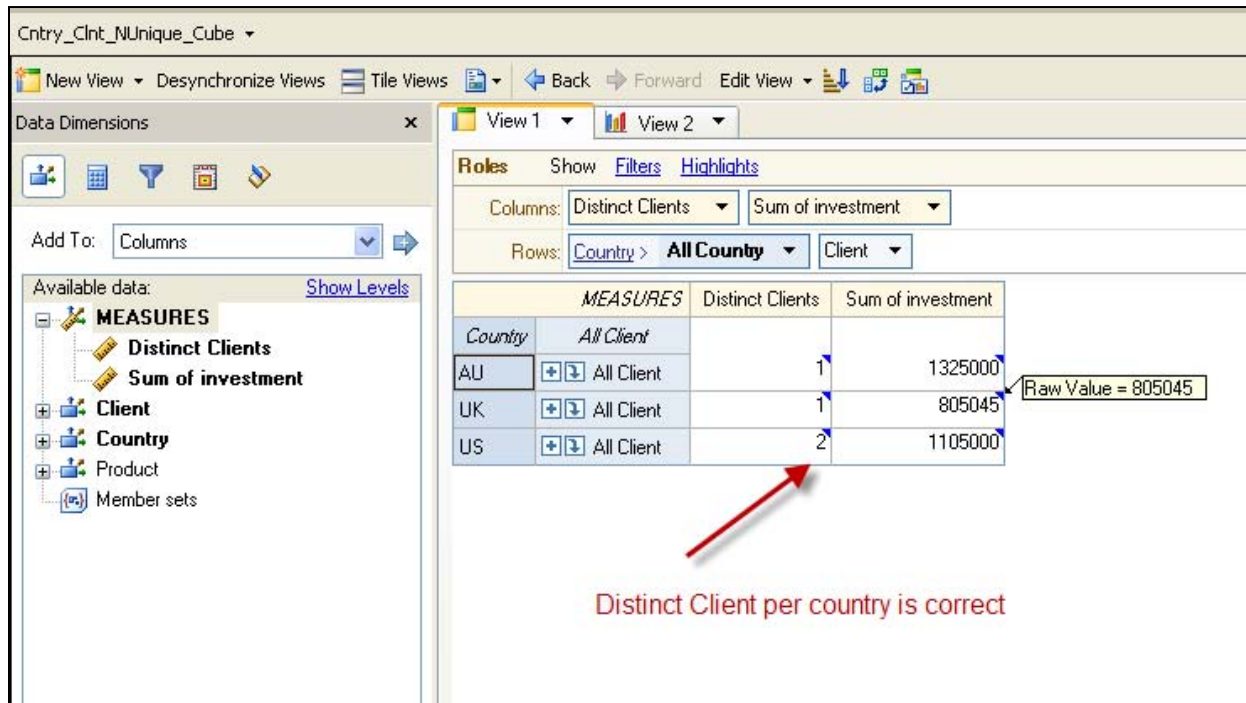 Cntry_Clnt_NUnique_Cube
New View Desynchronize Views Tile Views Back Forward Edit View
Data Dimensions x
View 1 View 2
Roles Show Filters Highlights
Columns: Distinct Clients Sum of investment
Rows: Country > All Country Client
Add To: Columns
Available data: Show Levels
MEASURES
Distinct Clients
Sum of investment
Client
Country
Product
Member sets
MEASURES Distinct Clients Sum of investment
Country All Client
AU All Client 1 1325000
Raw Value = 805045
UK All Client 1 805045
US All Client 2 1105000
Distinct Client per country is correct